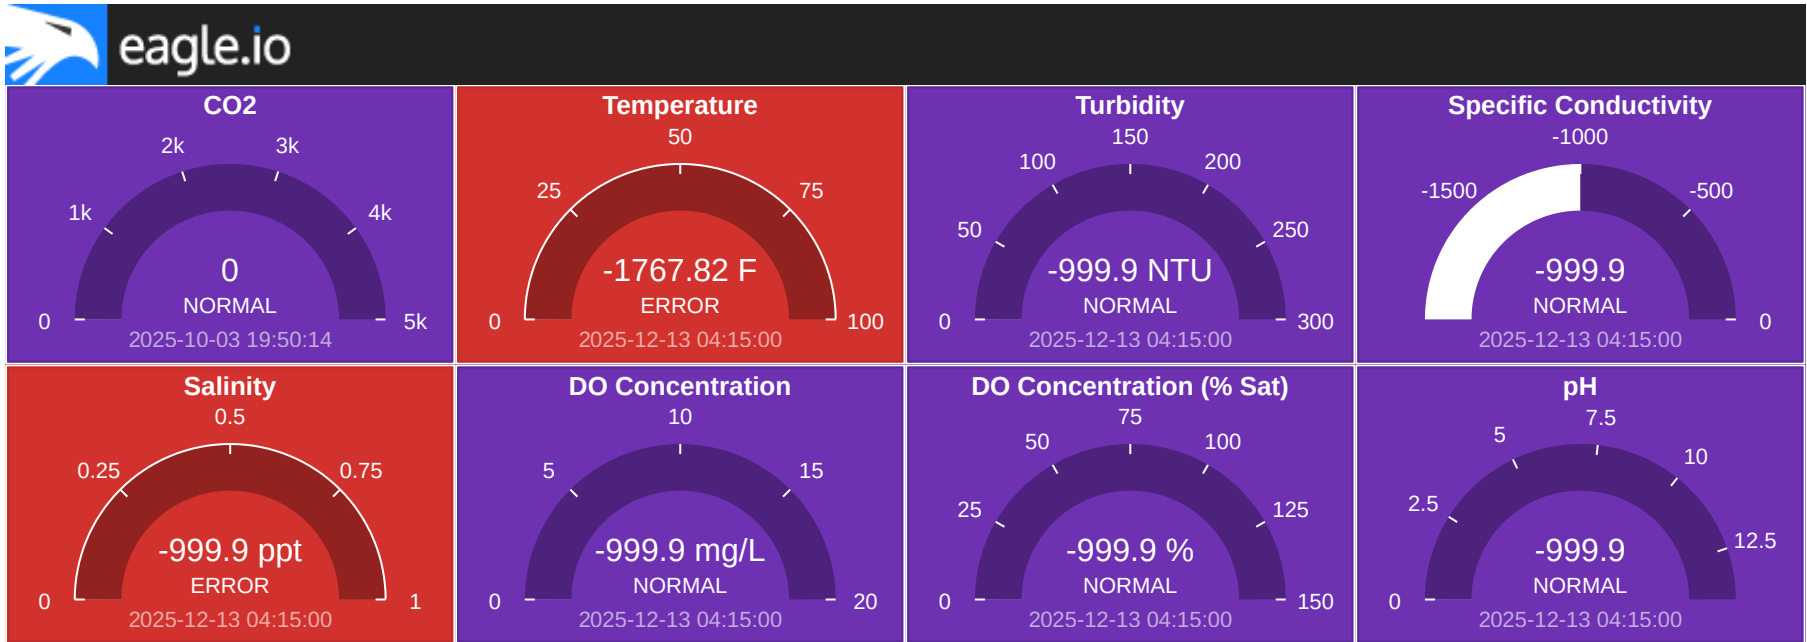 eagle.io
CO2
2k
3k
1k
4k
0
NORMAL
0
5k
2025-10-03 19:50:14
Temperature
50
25
75
-1767.82 F
ERROR
0
100
2025-12-13 04:15:00
Turbidity
150
100
200
50
250
-999.9 NTU
NORMAL
0
300
2025-12-13 04:15:00
Specific Conductivity
-1000
-1500
-500
-999.9
NORMAL
0
2025-12-13 04:15:00
Salinity
0.5
0.25
0.75
-999.9 ppt
ERROR
0
1
2025-12-13 04:15:00
DO Concentration
10
5
15
-999.9 mg/L
NORMAL
0
20
2025-12-13 04:15:00
DO Concentration (% Sat)
75
50
100
25
125
-999.9 %
NORMAL
0
150
2025-12-13 04:15:00
pH
7.5
5
10
2.5
12.5
-999.9
NORMAL
0
2025-12-13 04:15:00